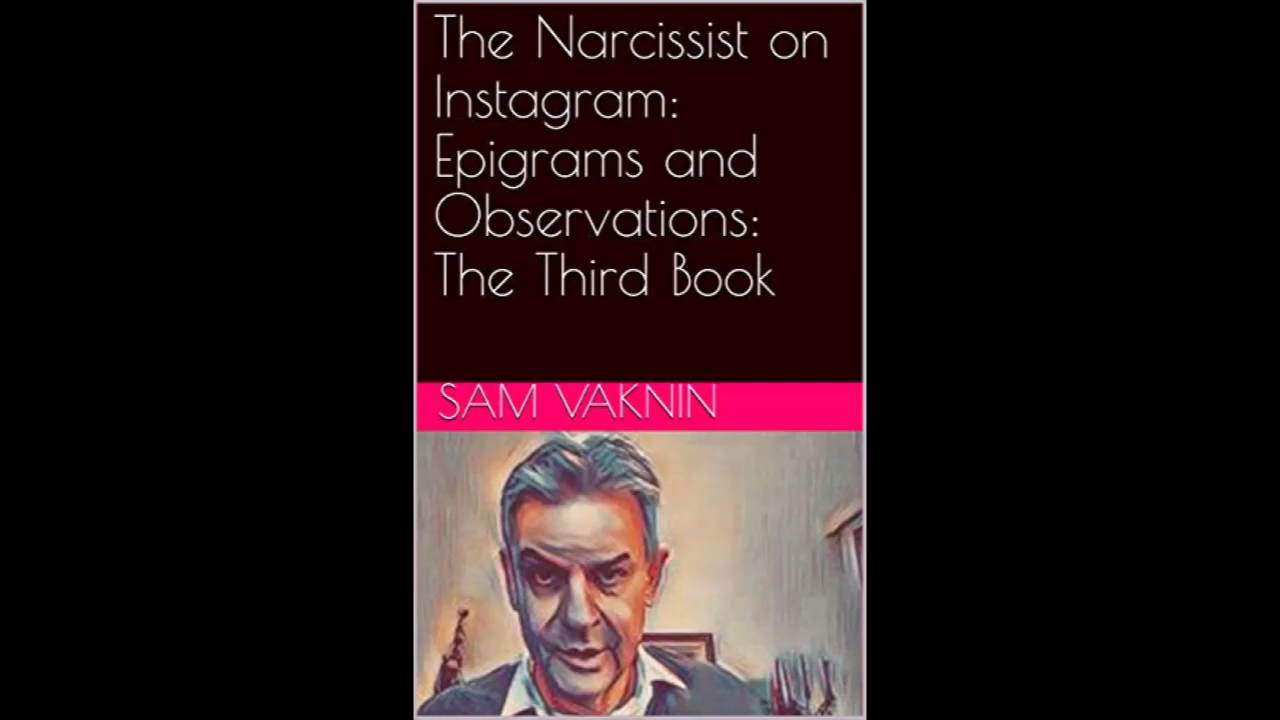 The Narcissist on
Instagram:
Epigrams and
Observations:
The Third Book
SAM VAKNIN